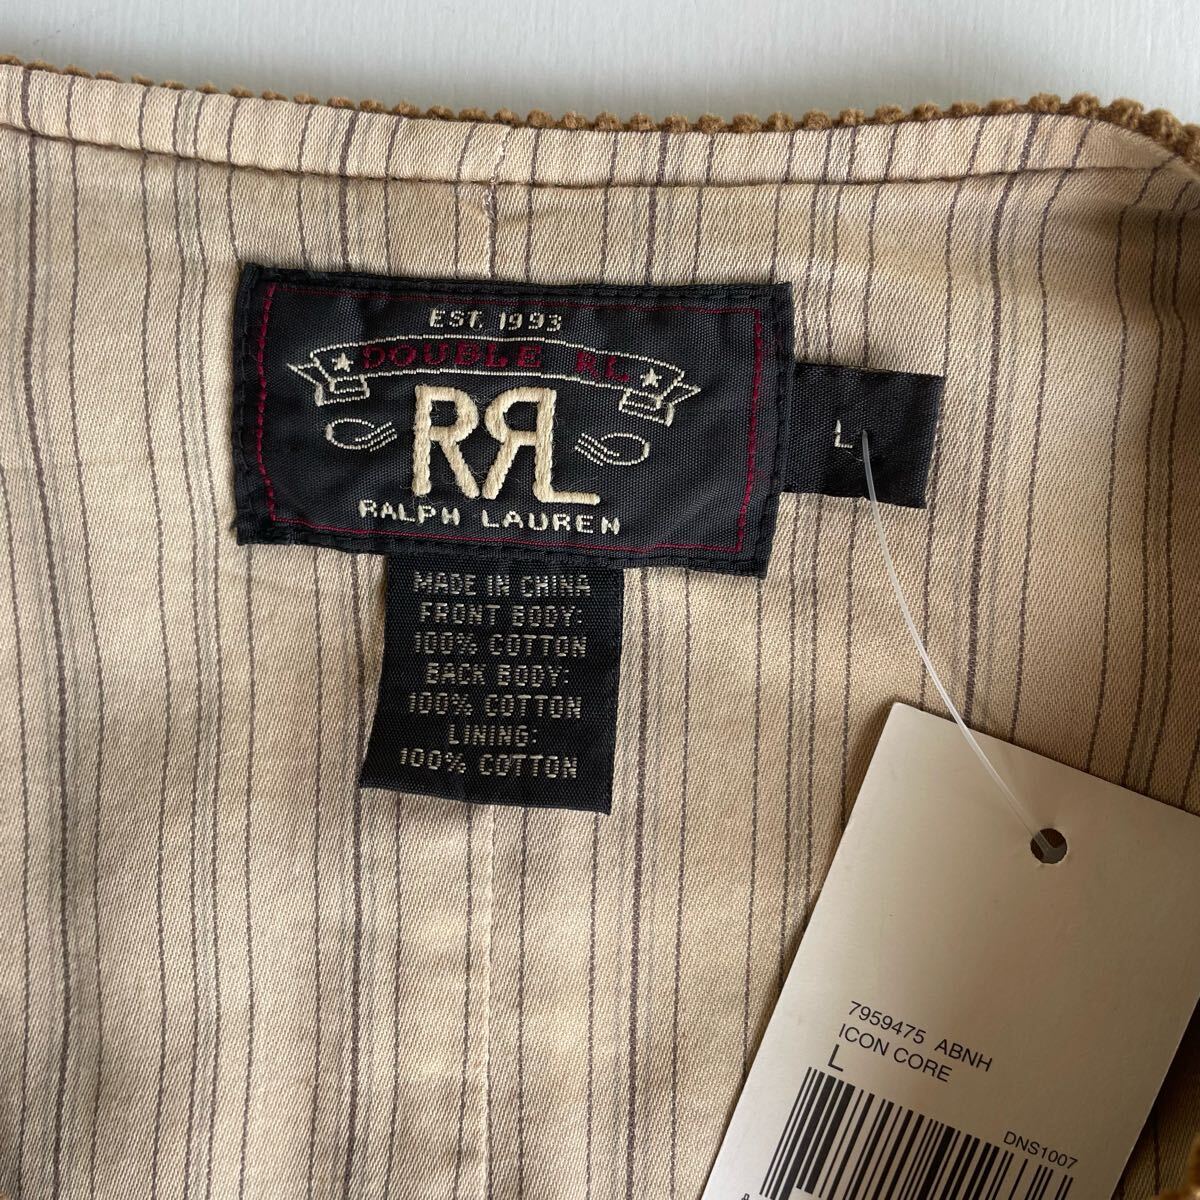 EST. 1993
DOUBLE RL
RRL
RALPH LAUREN
L
MADE IN CHINA
FRONT BODY:
100% COTTON
BACK BODY:
100% COTTON
LINING:
100% COTTON
7959475 ABNH
ICON CORE
L
DNS1007